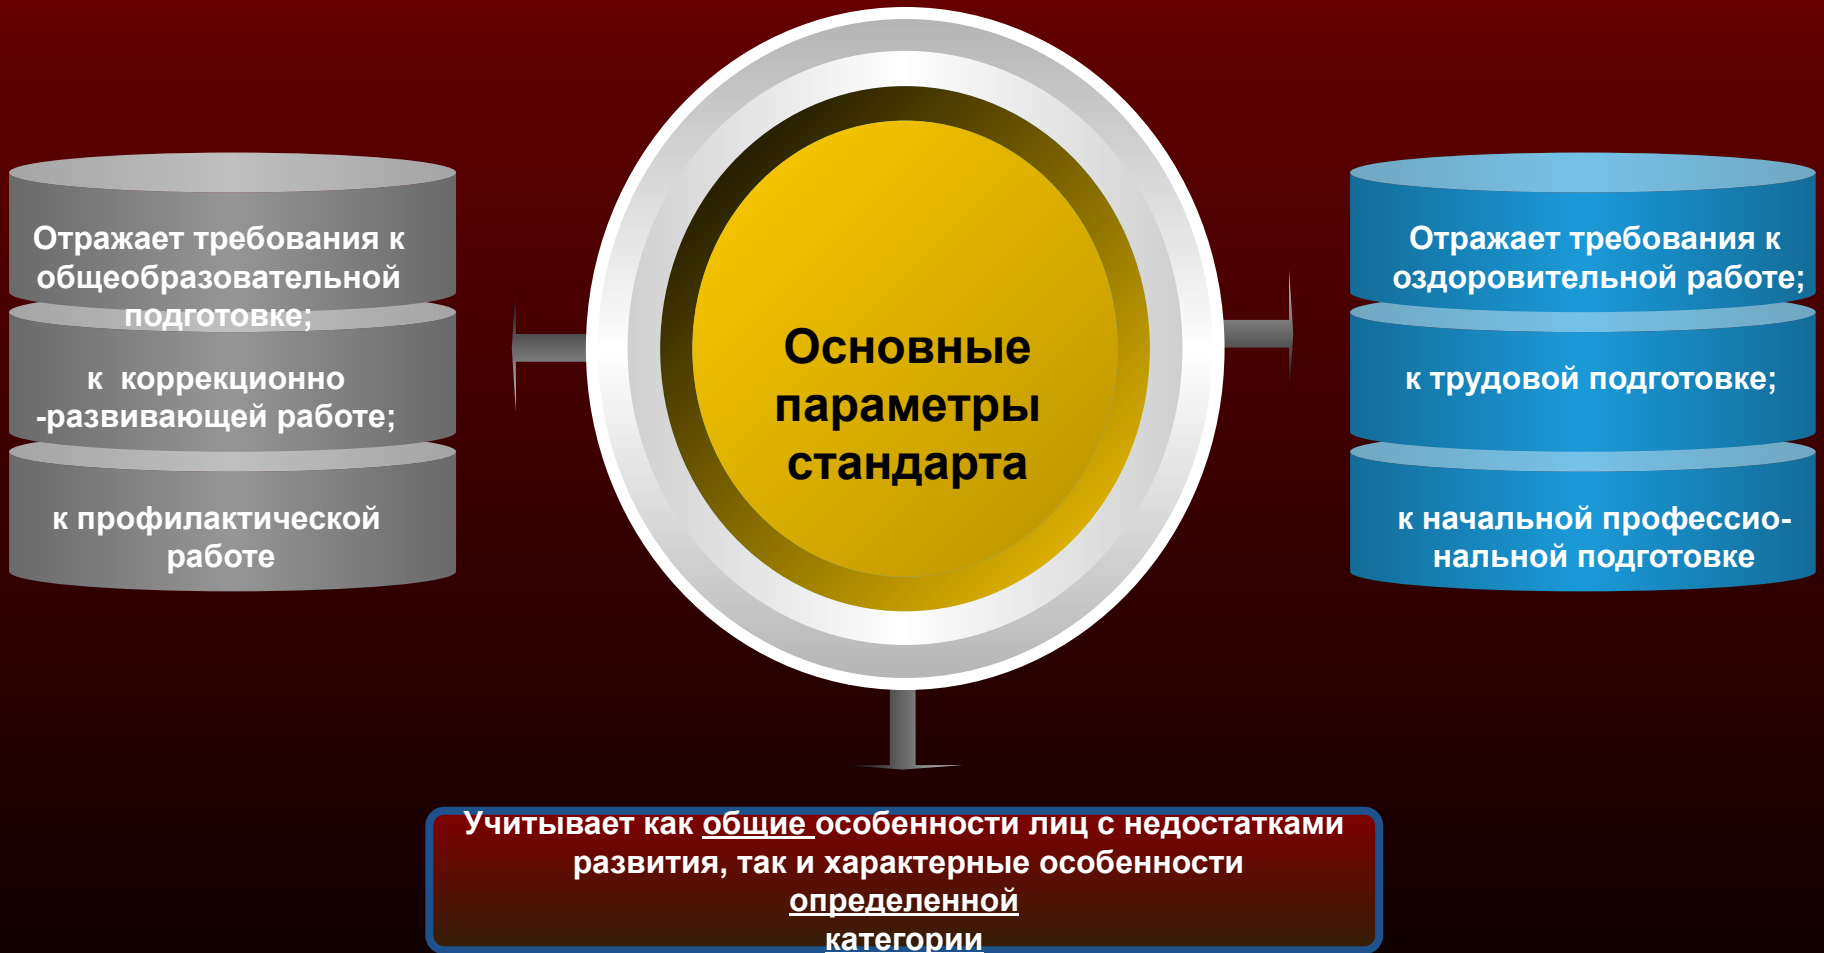 Отражает требования к
общеобразовательной
подготовке;
к коррекционно
-развивающей работе;
к профилактической
работе
Основные
параметры
стандарта
Отражает требования к
оздоровительной работе;
к трудовой подготовке;
к начальной профессио-
нальной подготовке
Учитывает как общие особенности лиц с недостатками
развития, так и характерные особенности
определенной
категории